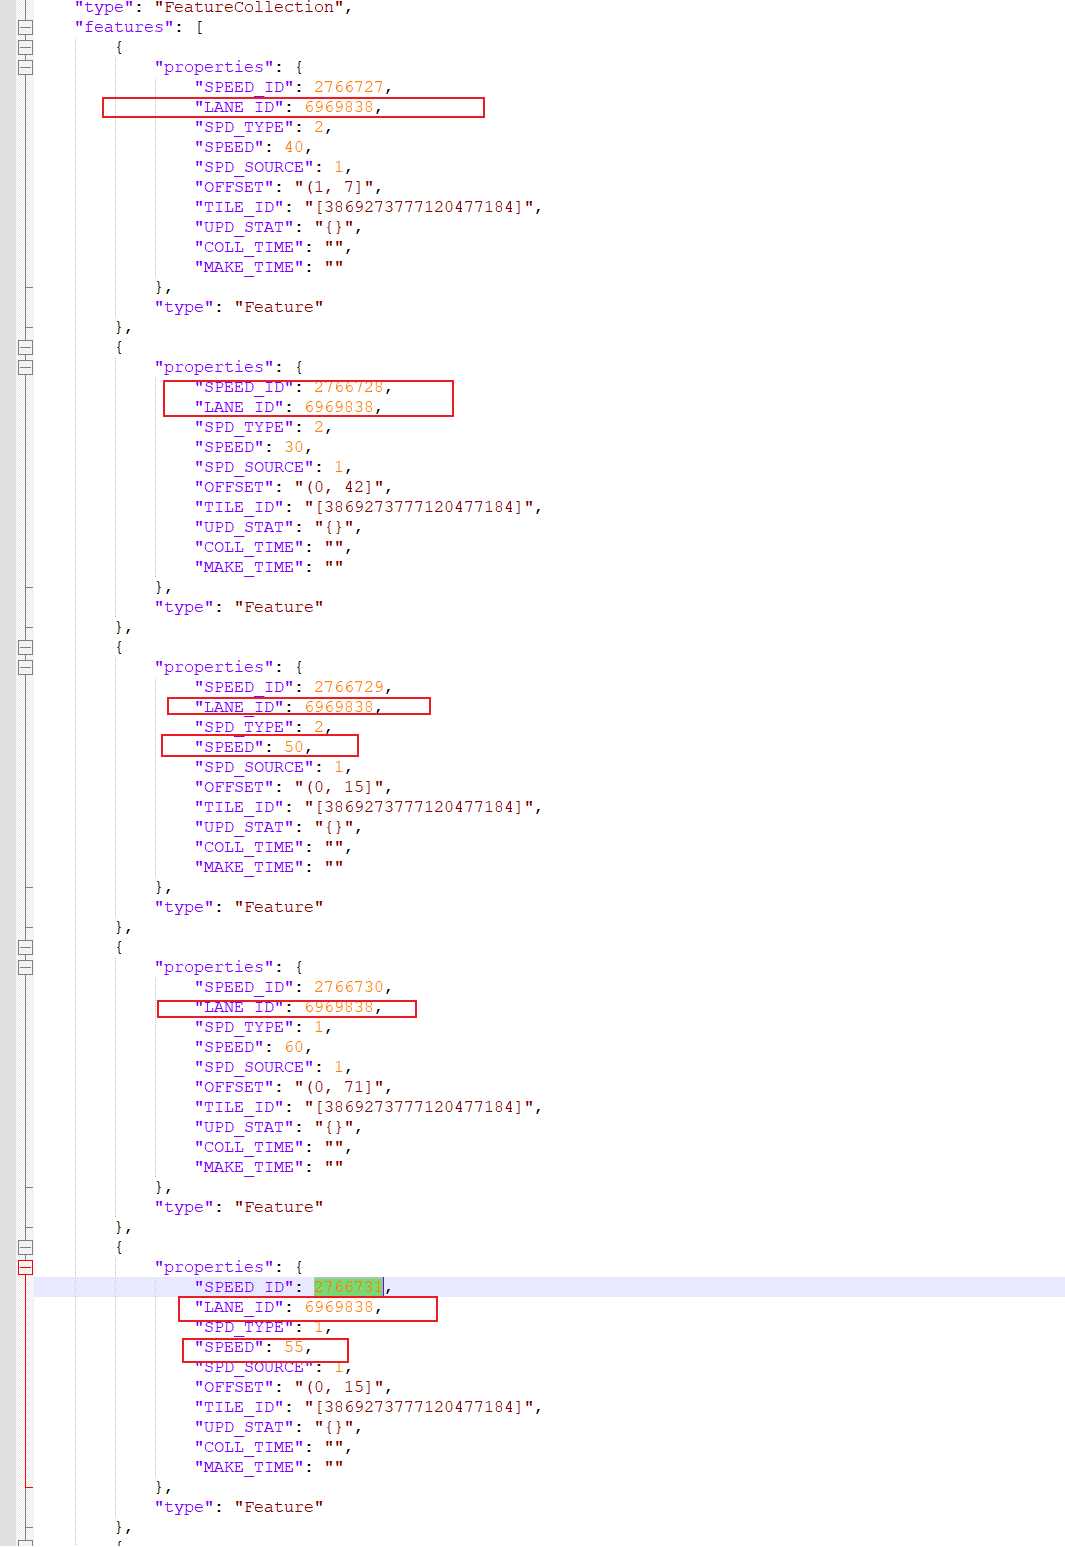 "type": "FeatureCollection",
"features": [
{
"properties": {
"SPEED_ID": 2766727,
"LANE_ID": 6969838,
"SPD_TYPE": 2,
"SPEED": 40,
"SPD_SOURCE": 1,
"OFFSET": "(1, 7]",
"TILE_ID": "[3869273777120477184]",
"UPD_STAT": "{}",
"COLL_TIME": "",
"MAKE_TIME": ""
},
"type": "Feature"
},
{
"properties": {
"SPEED_ID": 2766728,
"LANE_ID": 6969838,
"SPD_TYPE": 2,
"SPEED": 30,
"SPD_SOURCE": 1,
"OFFSET": "(0, 42]",
"TILE_ID": "[3869273777120477184]",
"UPD_STAT": "{}",
"COLL_TIME": "",
"MAKE_TIME": ""
},
"type": "Feature"
},
{
"properties": {
"SPEED_ID": 2766729,
"LANE_ID": 6969838,
"SPD_TYPE": 2,
"SPEED": 50,
"SPD_SOURCE": 1,
"OFFSET": "(0, 15]",
"TILE_ID": "[3869273777120477184]",
"UPD_STAT": "{}",
"COLL_TIME": "",
"MAKE_TIME": ""
},
"type": "Feature"
},
{
"properties": {
"SPEED_ID": 2766730,
"LANE_ID": 6969838,
"SPD_TYPE": 1,
"SPEED": 60,
"SPD_SOURCE": 1,
"OFFSET": "(0, 71]",
"TILE_ID": "[3869273777120477184]",
"UPD_STAT": "{}",
"COLL_TIME": "",
"MAKE_TIME": ""
},
"type": "Feature"
},
{
"properties": {
"SPEED_ID": 2766731,
"LANE_ID": 6969838,
"SPD_TYPE": 1,
"SPEED": 55,
"SPD_SOURCE": 1,
"OFFSET": "(0, 15]",
"TILE_ID": "[3869273777120477184]",
"UPD_STAT": "{}",
"COLL_TIME": "",
"MAKE_TIME": ""
},
"type": "Feature"
},
{